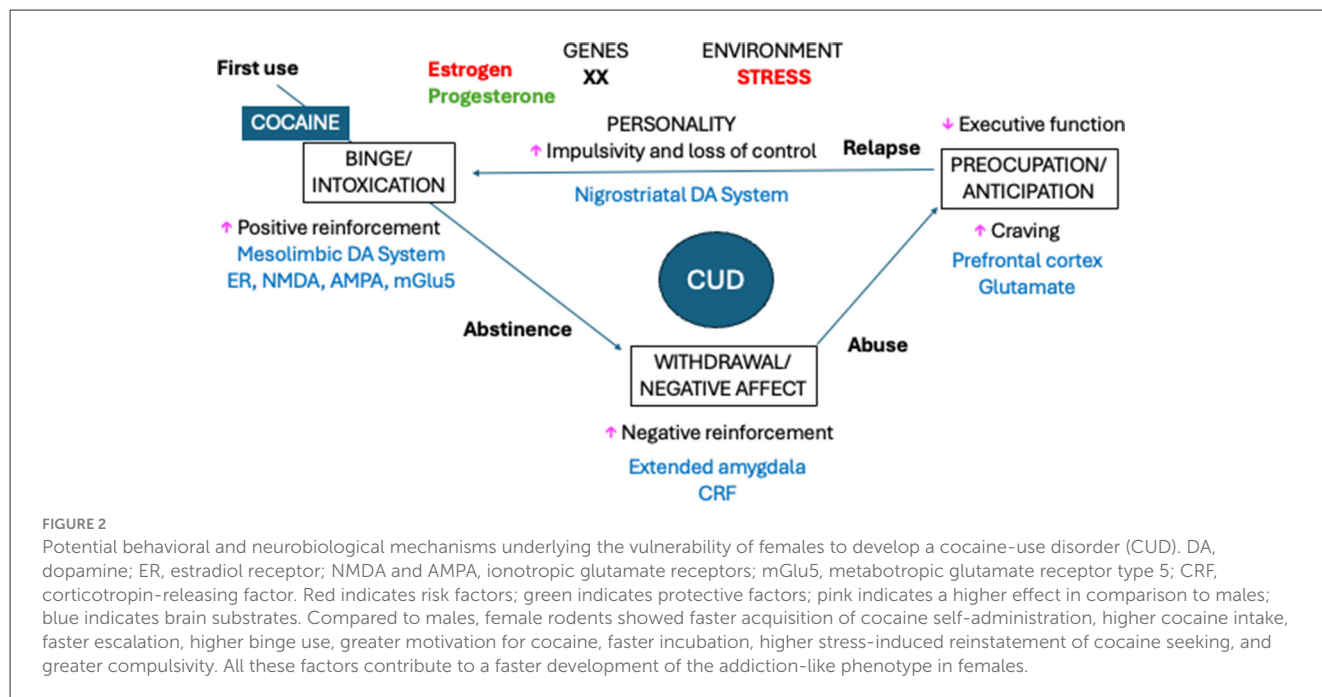 GENES
ENVIRONMENT
First use
Estrogen
XX
STRESS
Progesterone
COCAINE
PERSONALITY
↓ Executive function
BINGE/
INTOXICATION
↑ Impulsivity and loss of control
Relapse
PREOCUPATION/
ANTICIPATION
Nigrostriatal DA System
↑ Positive reinforcement
Mesolimbic DA System
ER, NMDA, AMPA, mGlu5
↑ Craving
Prefrontal cortex
Glutamate
CUD
Abstinence
Abuse
WITHDRAWAL/
NEGATIVE AFFECT
↑ Negative reinforcement
Extended amygdala
CRF
FIGURE 2
Potential behavioral and neurobiological mechanisms underlying the vulnerability of females to develop a cocaine-use disorder (CUD). DA,
dopamine; ER, estradiol receptor; NMDA and AMPA, ionotropic glutamate receptors; mGlu5, metabotropic glutamate receptor type 5; CRF,
corticotropin-releasing factor. Red indicates risk factors; green indicates protective factors; pink indicates a higher effect in comparison to males;
blue indicates brain substrates. Compared to males, female rodents showed faster acquisition of cocaine self-administration, higher cocaine intake,
faster escalation, higher binge use, greater motivation for cocaine, faster incubation, higher stress-induced reinstatement of cocaine seeking, and
greater compulsivity. All these factors contribute to a faster development of the addiction-like phenotype in females.